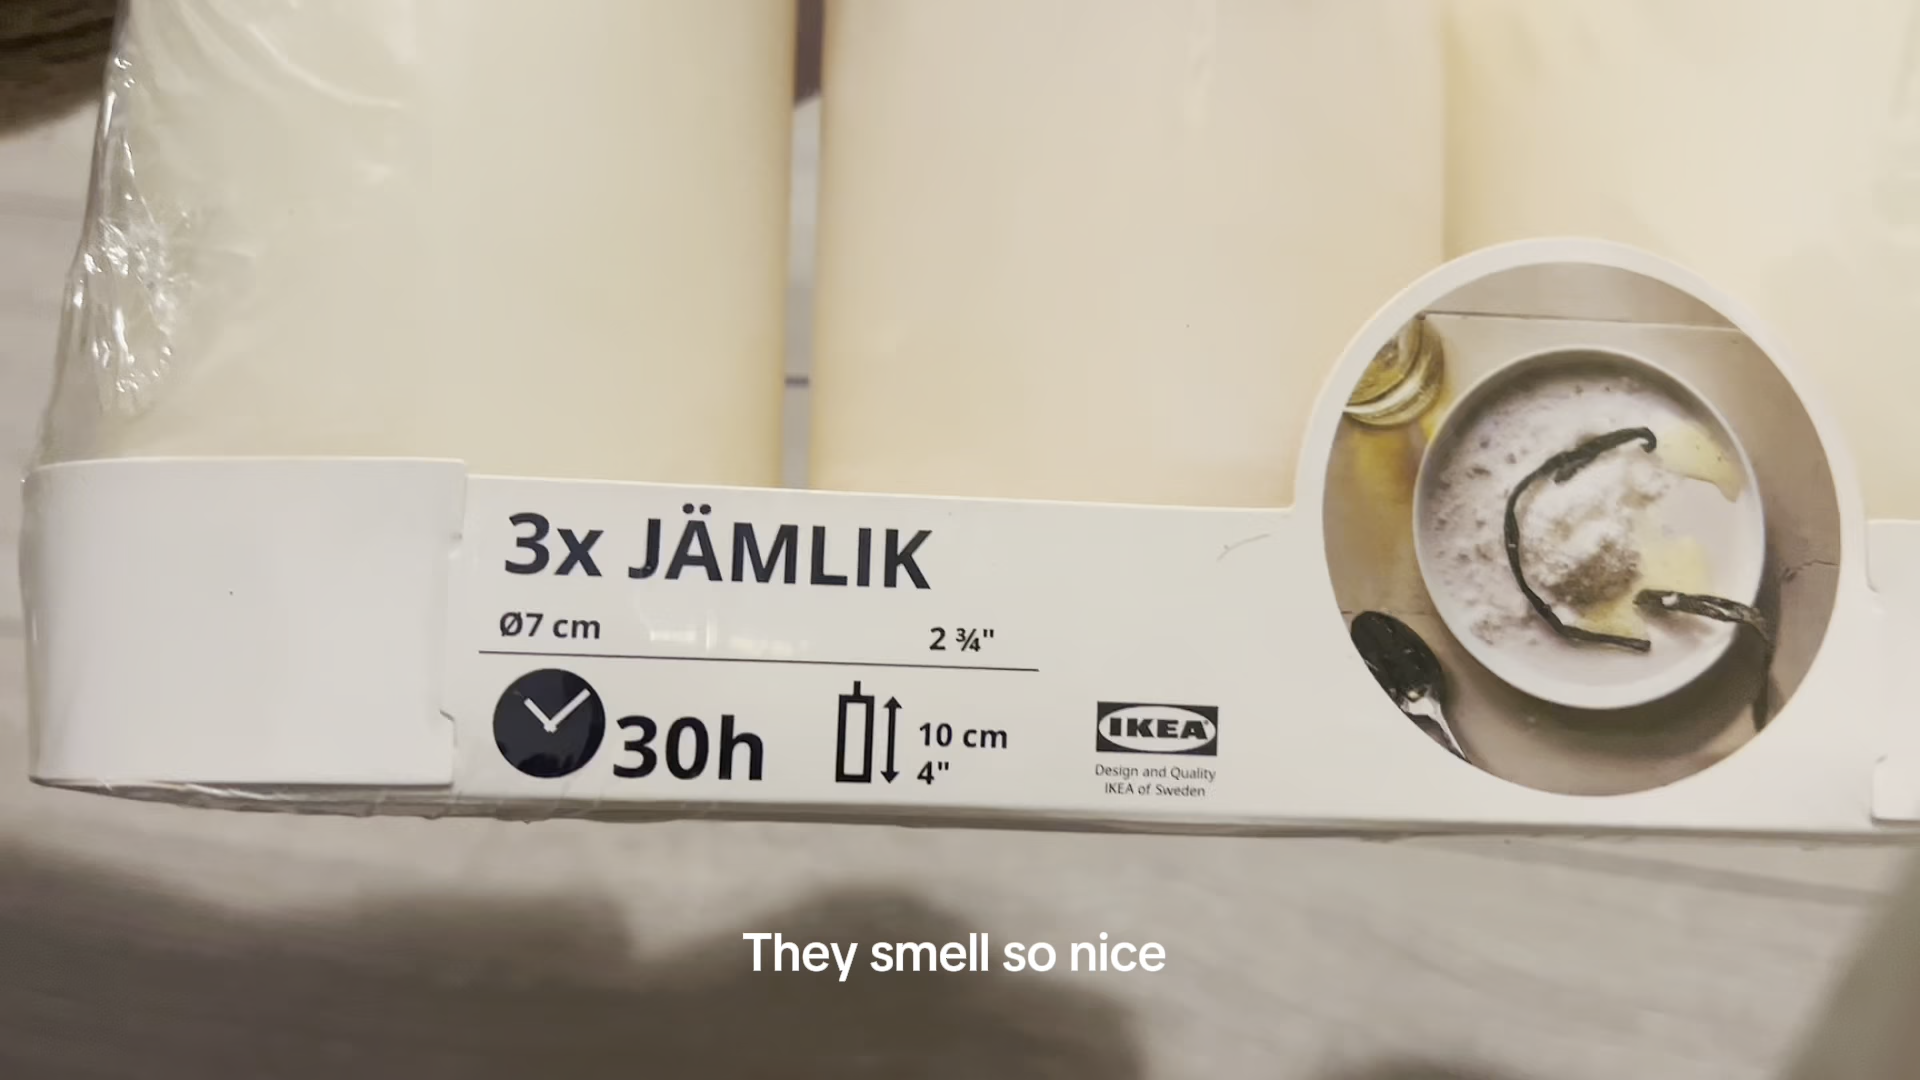 3x JÄMLIK
Ø7 cm 2 ¾"
30h
10 cm
4"
IKEA®
Design and Quality
IKEA of Sweden
They smell so nice